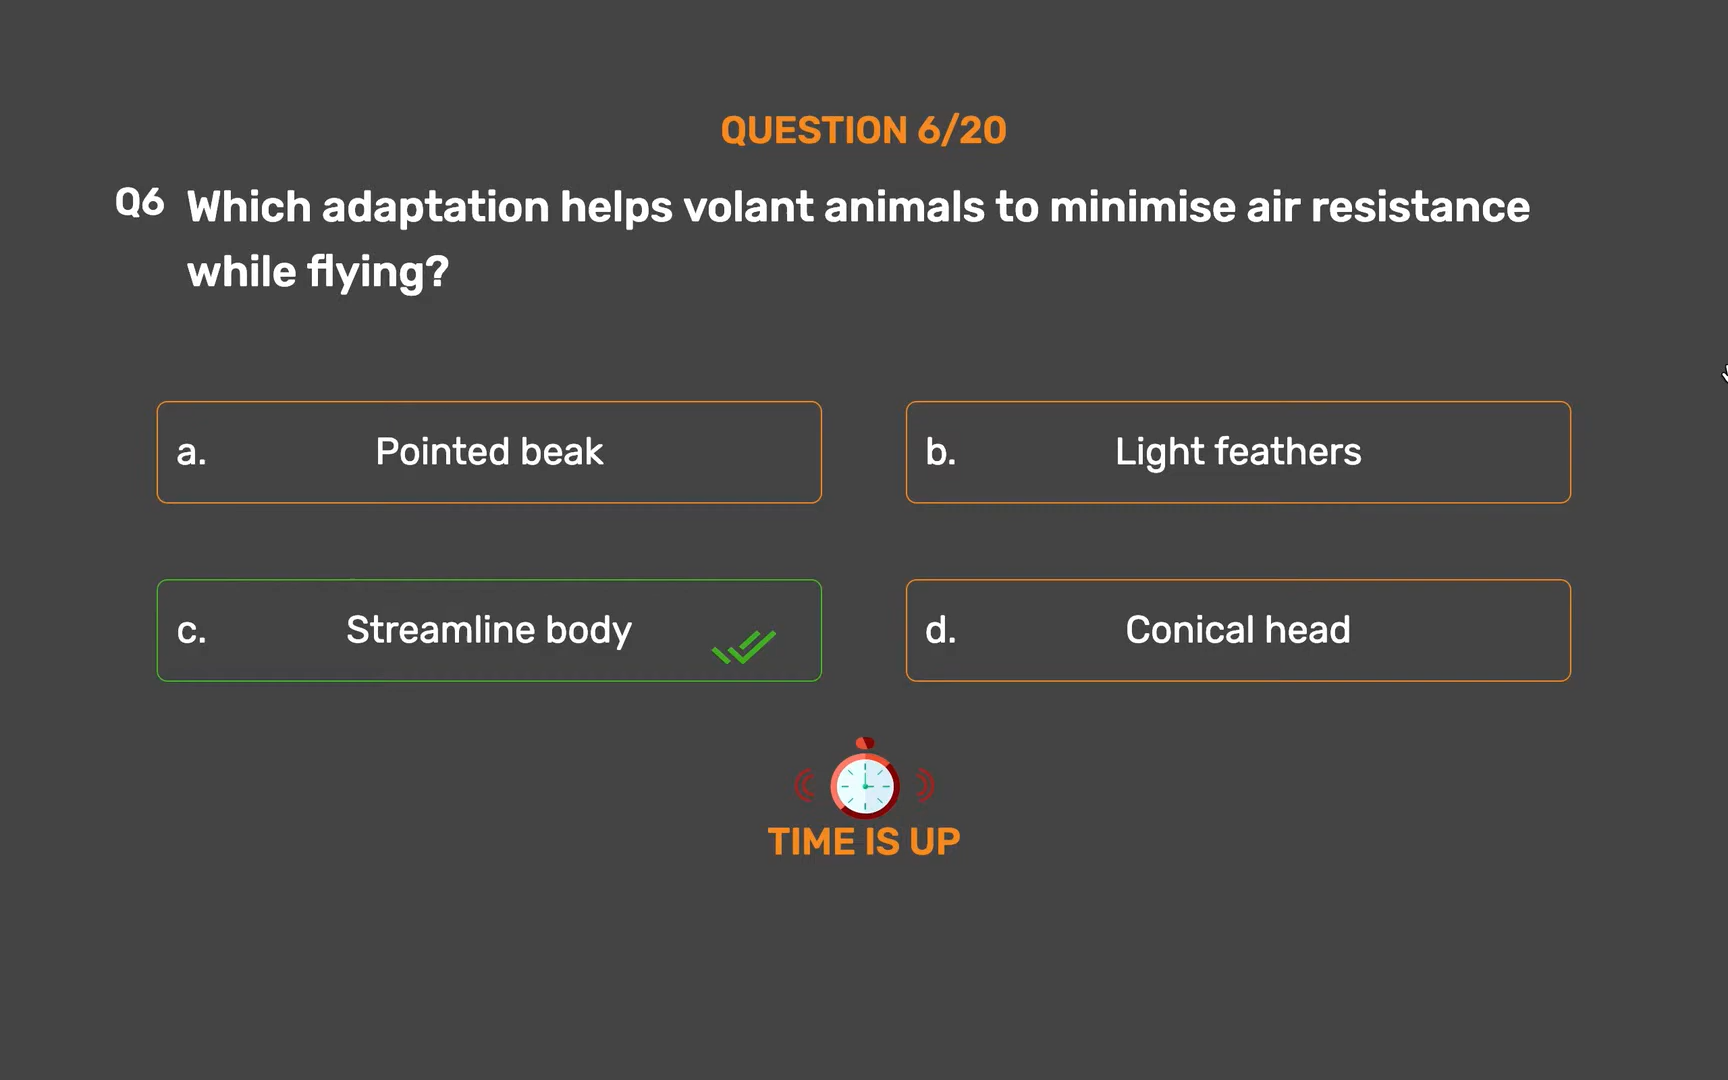 QUESTION 6/20
Q6 Which adaptation helps volant animals to minimise air resistance
while flying?
a. Pointed beak
b. Light feathers
c. Streamline body
d. Conical head
TIME IS UP